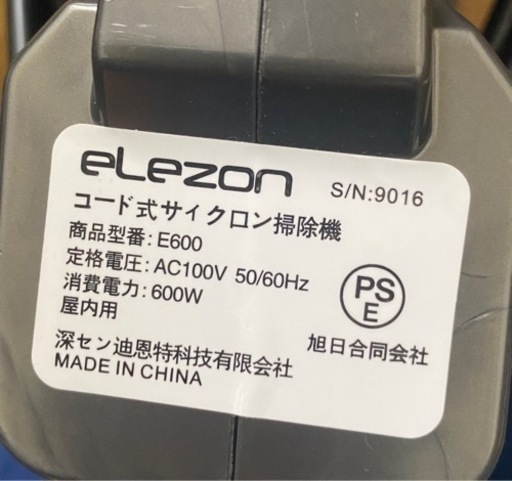 eLezon
S/N:9016
コード式サイクロン掃除機
商品型番:E600
定格電圧:AC100V 50/60Hz
消費電力:600W
屋内用
PS
E
深セン迪恩特科技有限会社
旭日合同会社
MADE IN CHINA